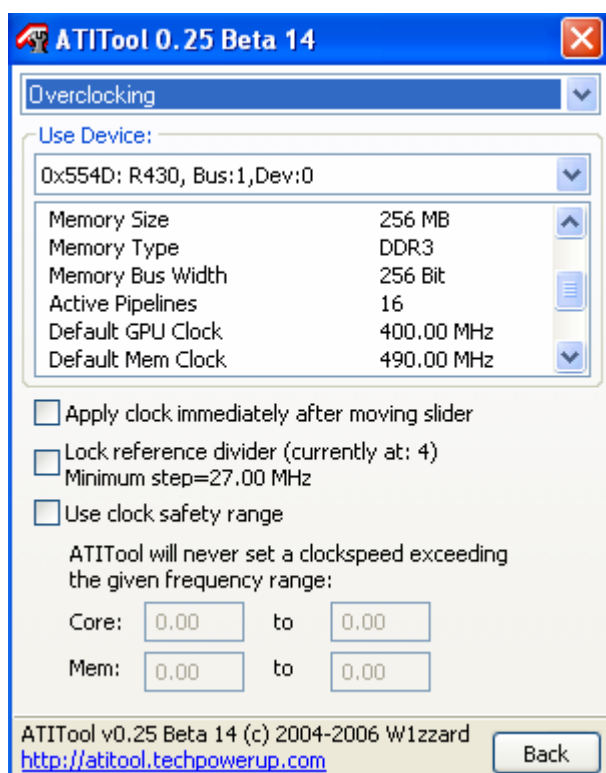 ATITool 0.25 Beta 14
Overclocking
Use Device:
0x554D: R430, Bus:1,Dev:0
Memory Size 256 MB
Memory Type DDR3
Memory Bus Width 256 Bit
Active Pipelines 16
Default GPU Clock 400.00 MHz
Default Mem Clock 490.00 MHz
Apply clock immediately after moving slider
Lock reference divider (currently at: 4)
Minimum step=27.00 MHz
Use clock safety range
ATITool will never set a clockspeed exceeding
the given frequency range:
Core: 0.00 to 0.00
Mem: 0.00 to 0.00
ATITool v0.25 Beta 14 (c) 2004-2006 W1zzard
http://atitool.techpowerup.com
Back